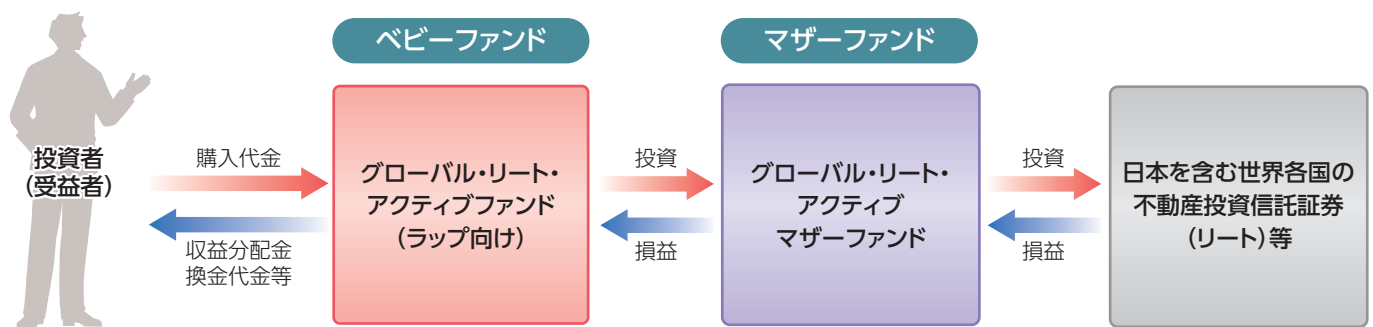 ベビーファンド
マザーファンド
投資者
（受益者）
購入代金
収益分配金
換金代金等
グローバル・リート・
アクティブファンド
（ラップ向け）
投資
損益
グローバル・リート・
アクティブ
マザーファンド
投資
損益
日本を含む世界各国の
不動産投資信託証券
（リート）等